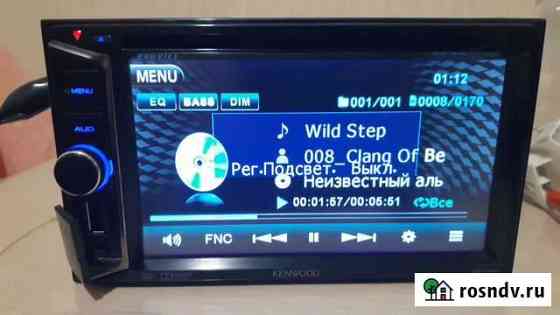 MENU
01:12
EQ BASS DIM
001/001 0008/0170
MENU
Wild Step
AUD
008_Clang Of Be
Рег.Подсвет. Выкл.
Неизвестный аль
00:01:57/00:06:51
Все
FNC
KENWOOD
rosndv.ru